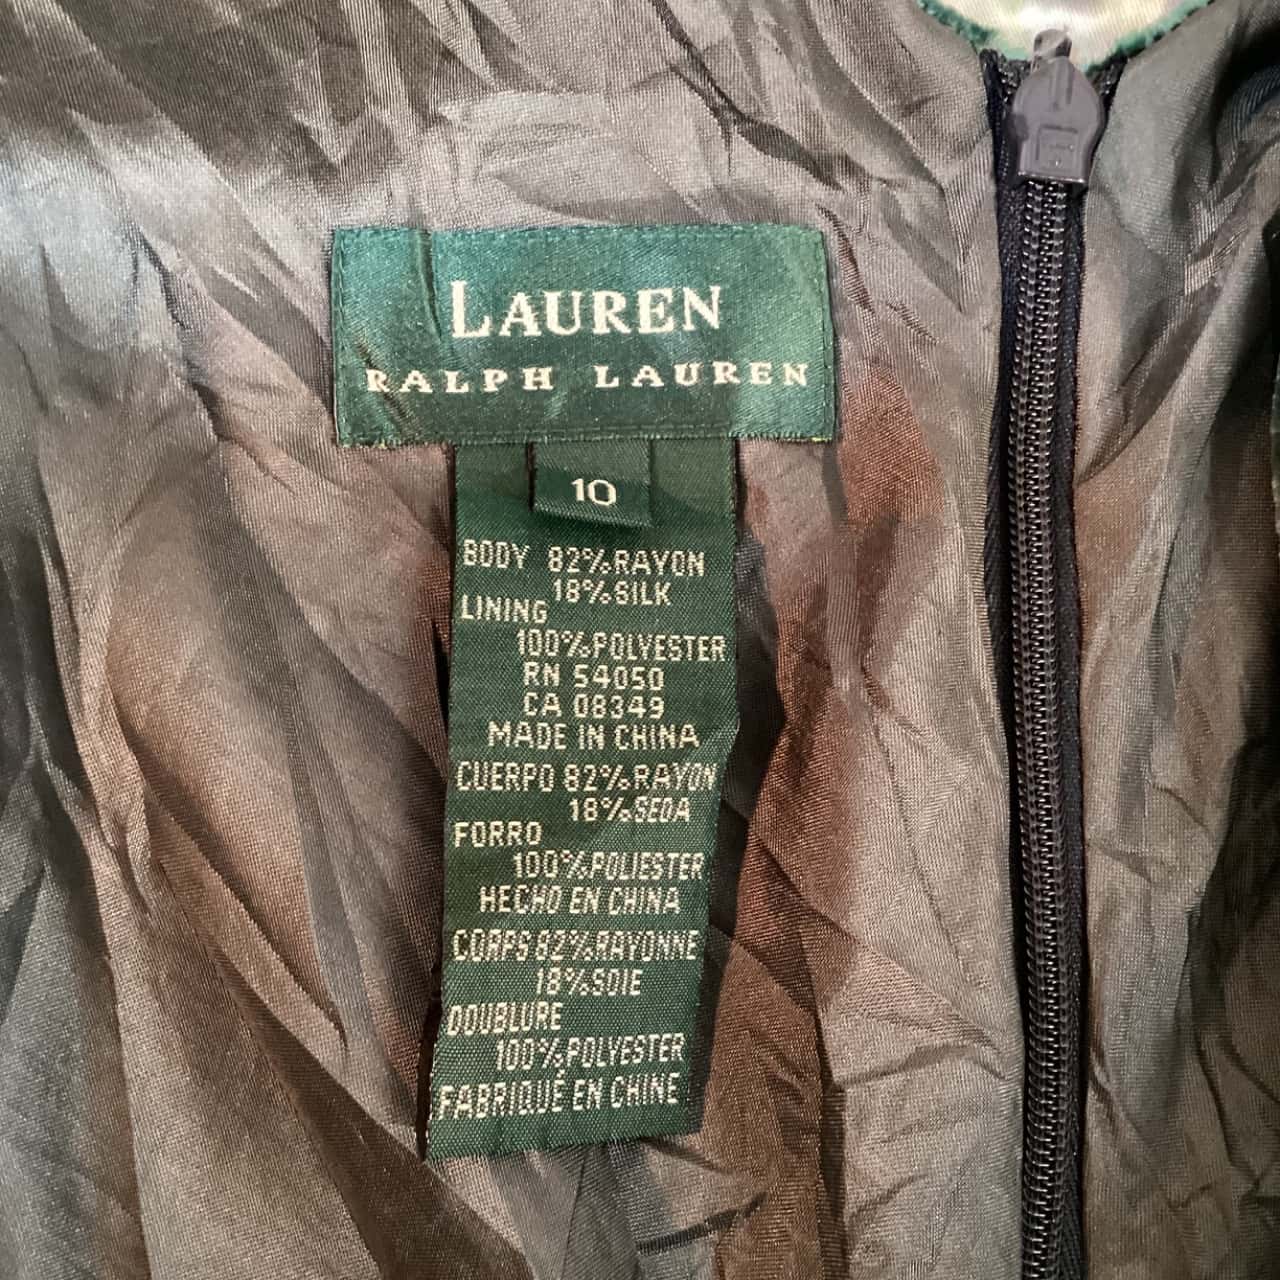 LAUREN
RALPH LAUREN
10
BODY 82%RAYON
18%SILK
LINING
100%POLYESTER
RN 54050
CA 08349
MADE IN CHINA
CUERPO 82%RAYON
18%SEDA
FORRO
100%POLIESTER
HECHO EN CHINA
CORPS 82%RAYONNE
18%SOIE
DOUBLURE
100%POLYESTER
FABRIQUÉ EN CHINE